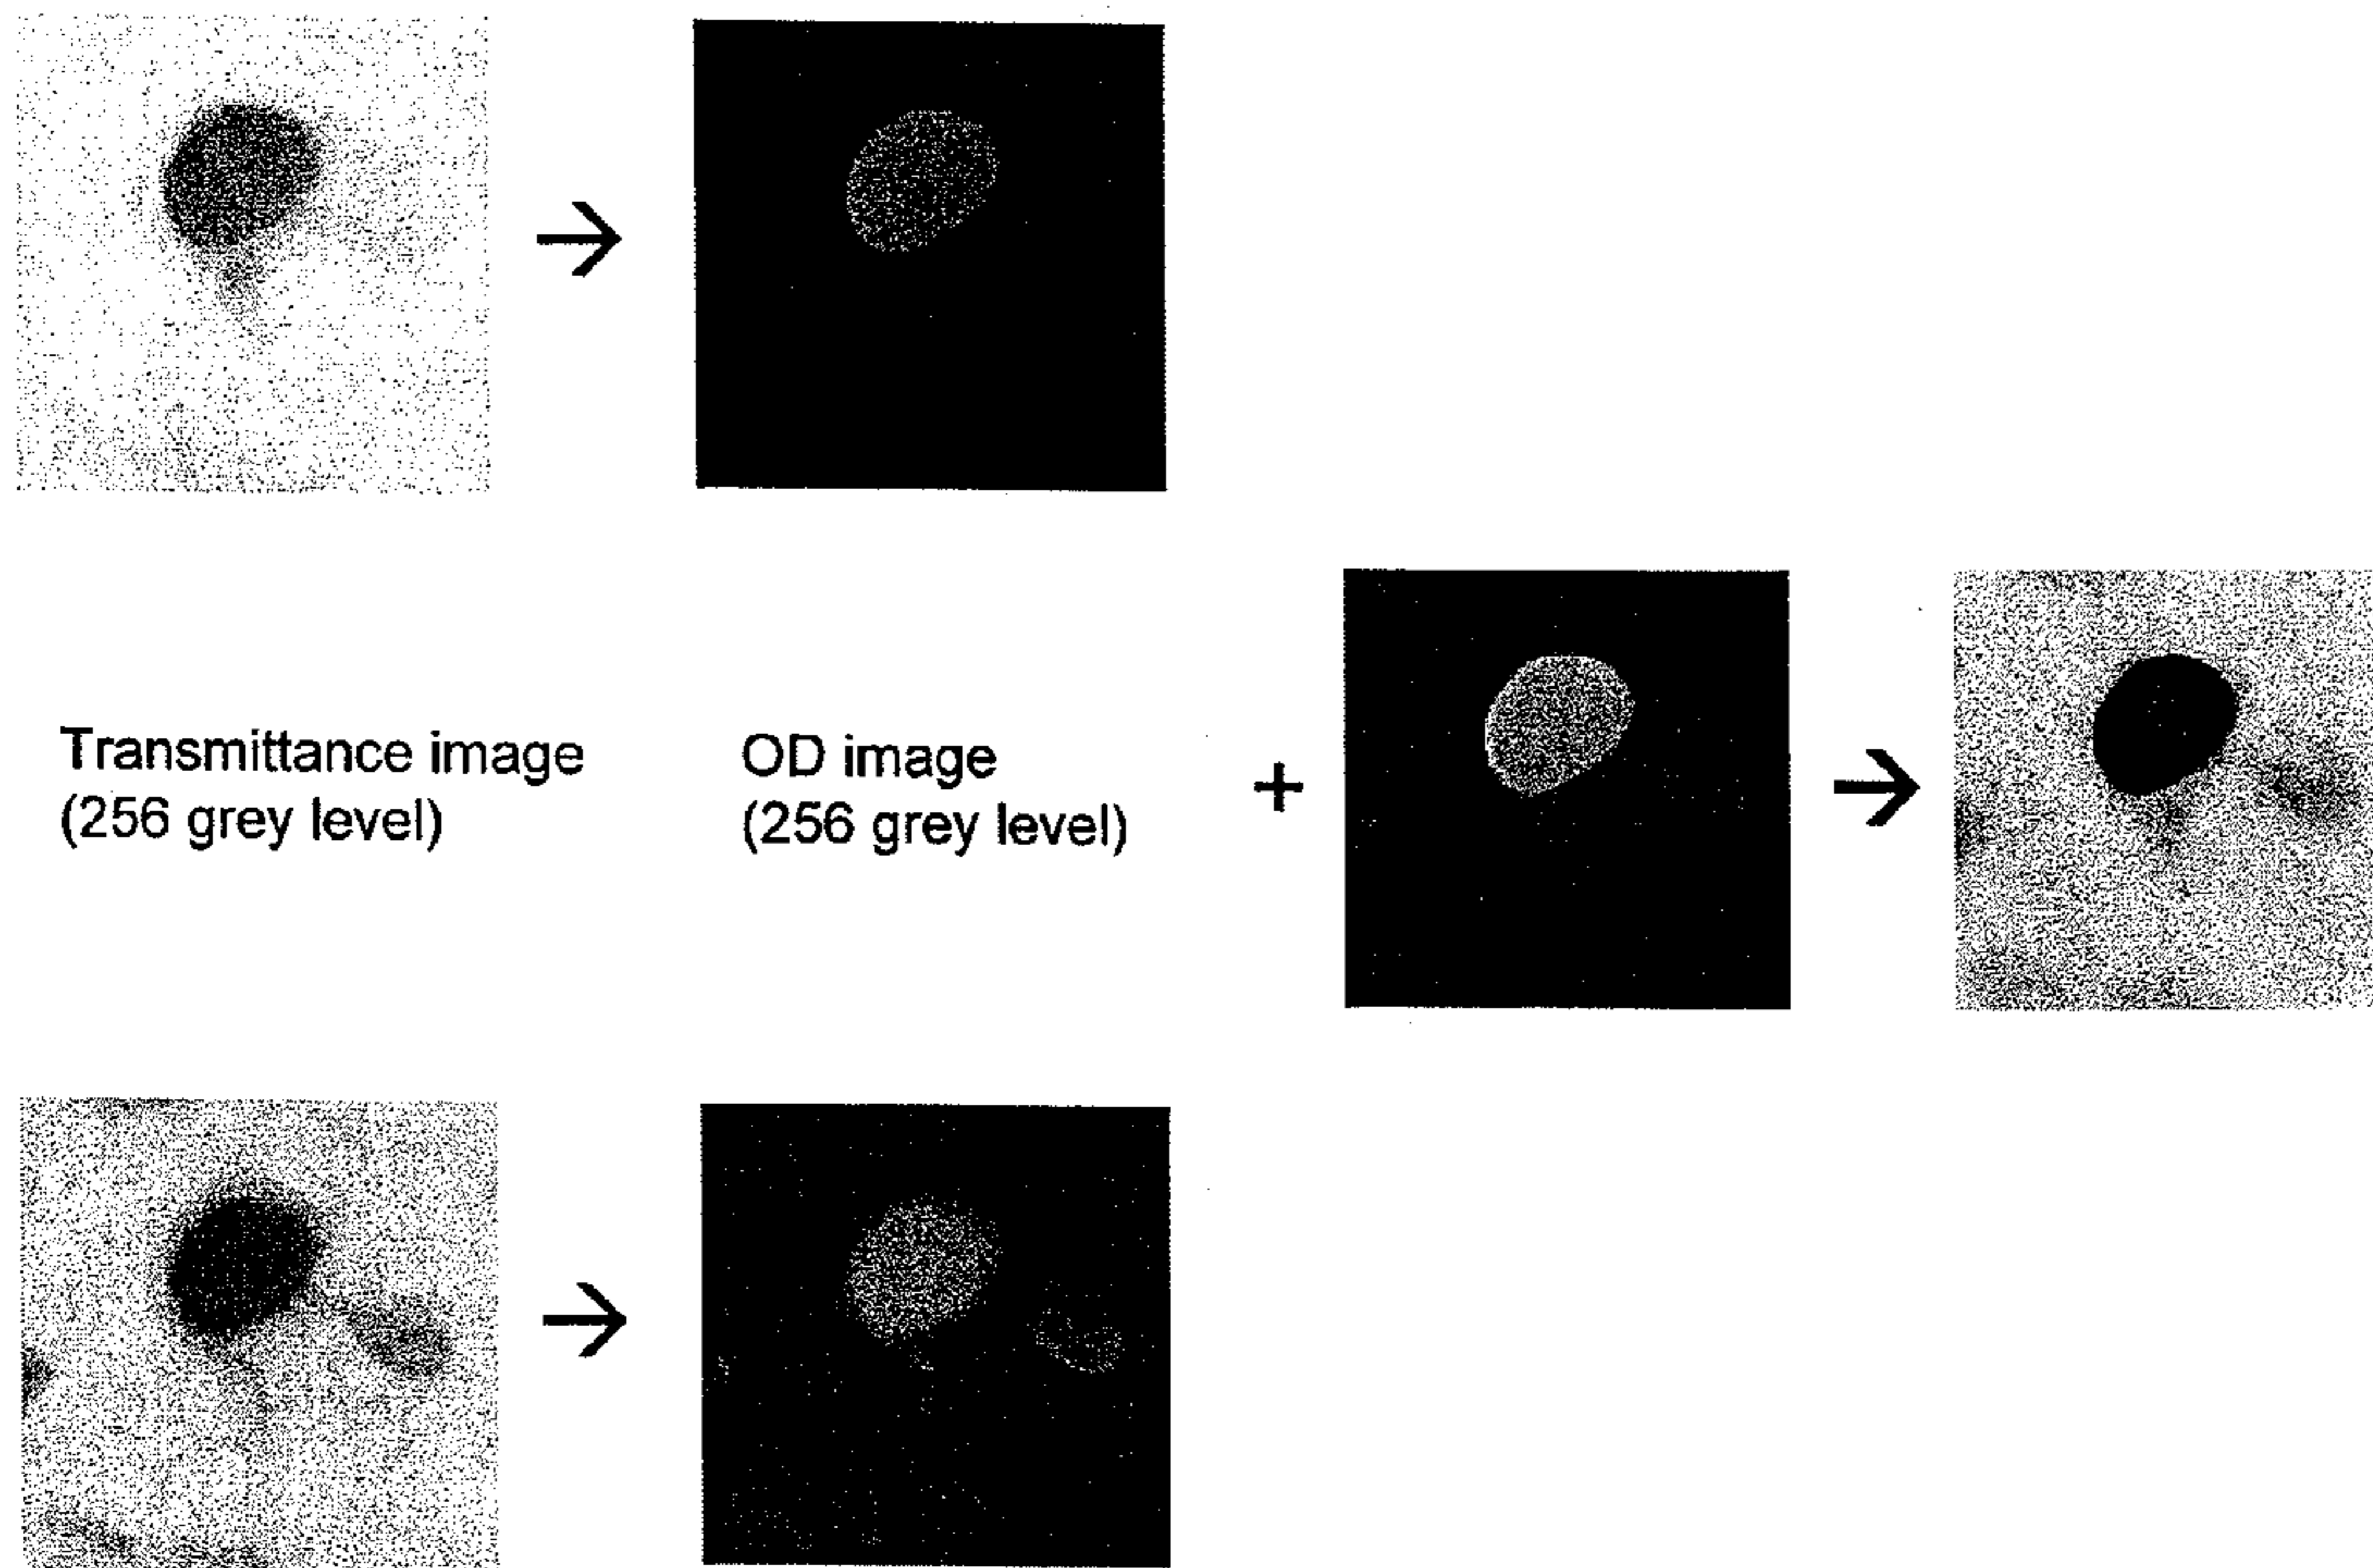 Transmittance image
(256 grey level)
OD image
(256 grey level)
+